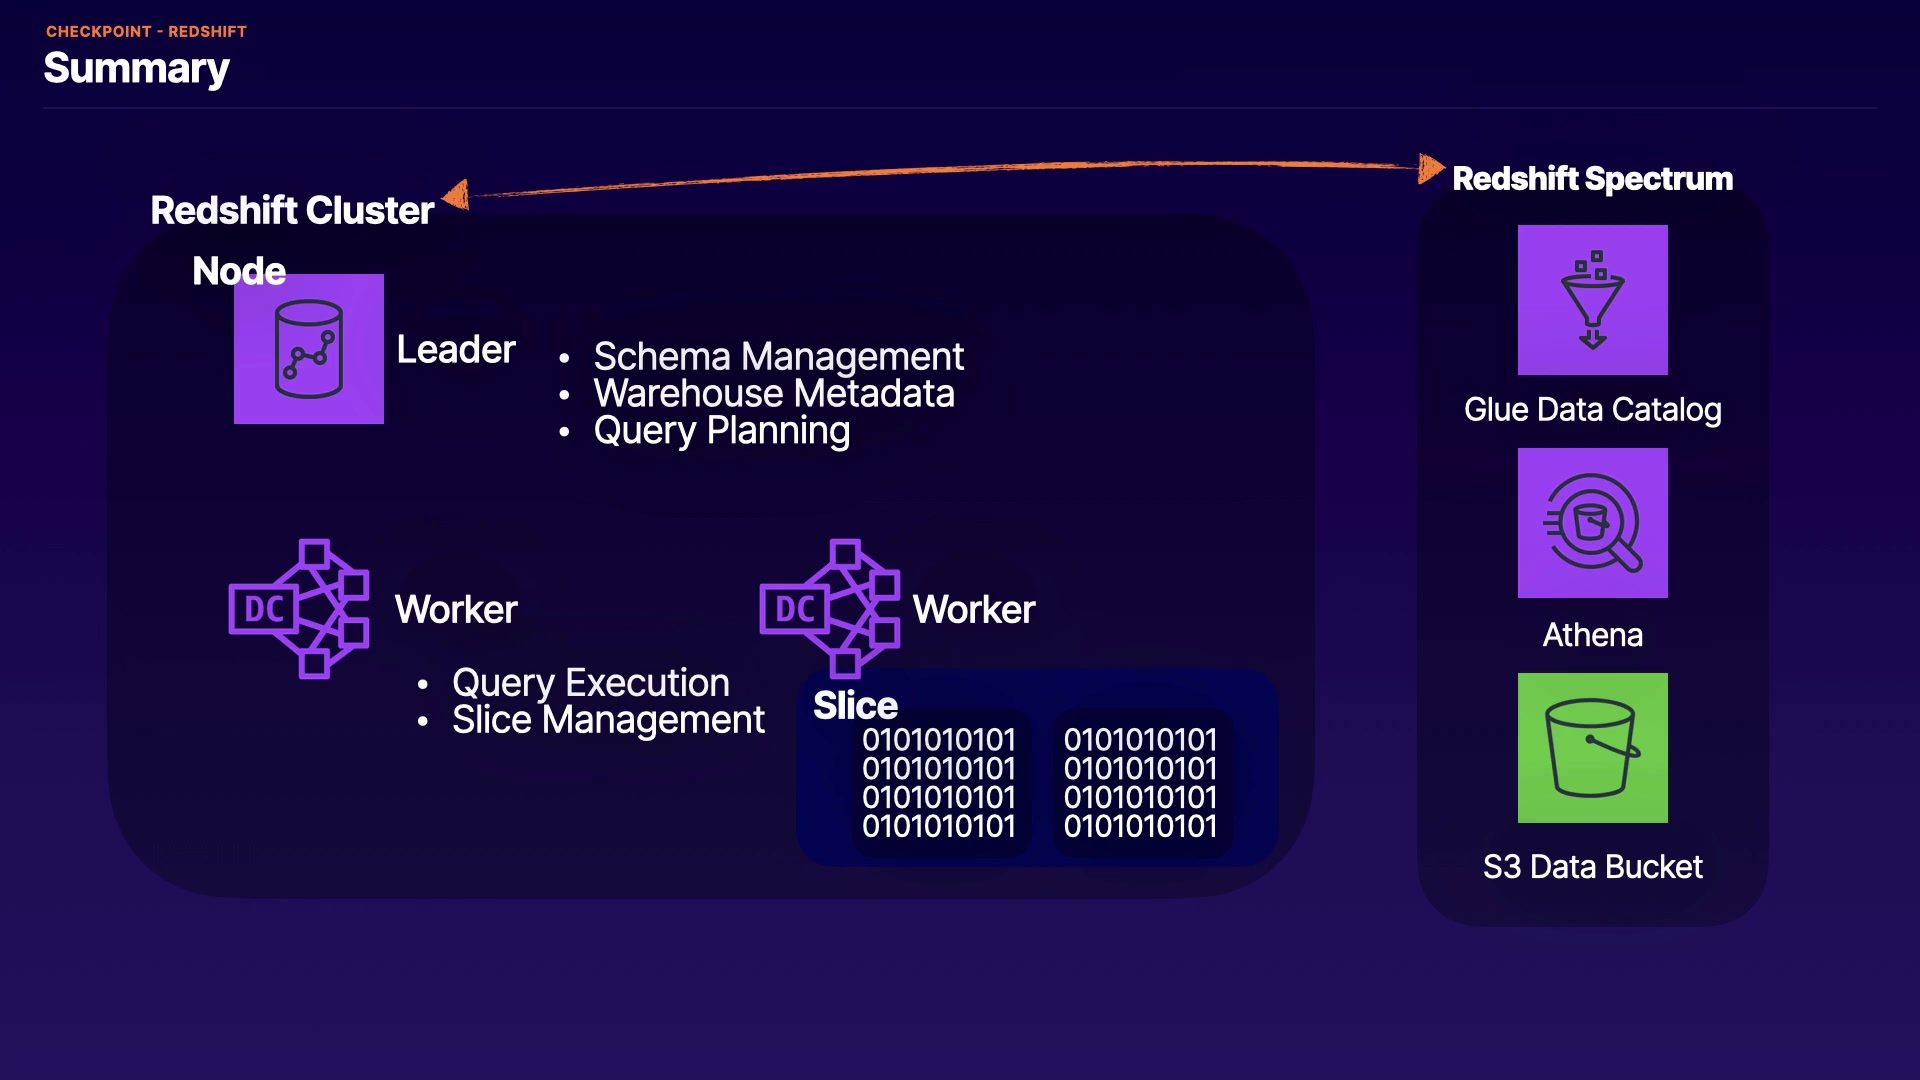 CHECKPOINT - REDSHIFT
Summary
Redshift Cluster
Node
Leader
• Schema Management
• Warehouse Metadata
• Query Planning
DC
Worker
• Query Execution
• Slice Management
DC
Worker
Slice
0101010101
0101010101
0101010101
0101010101
0101010101
0101010101
0101010101
0101010101
Redshift Spectrum
Glue Data Catalog
Athena
S3 Data Bucket